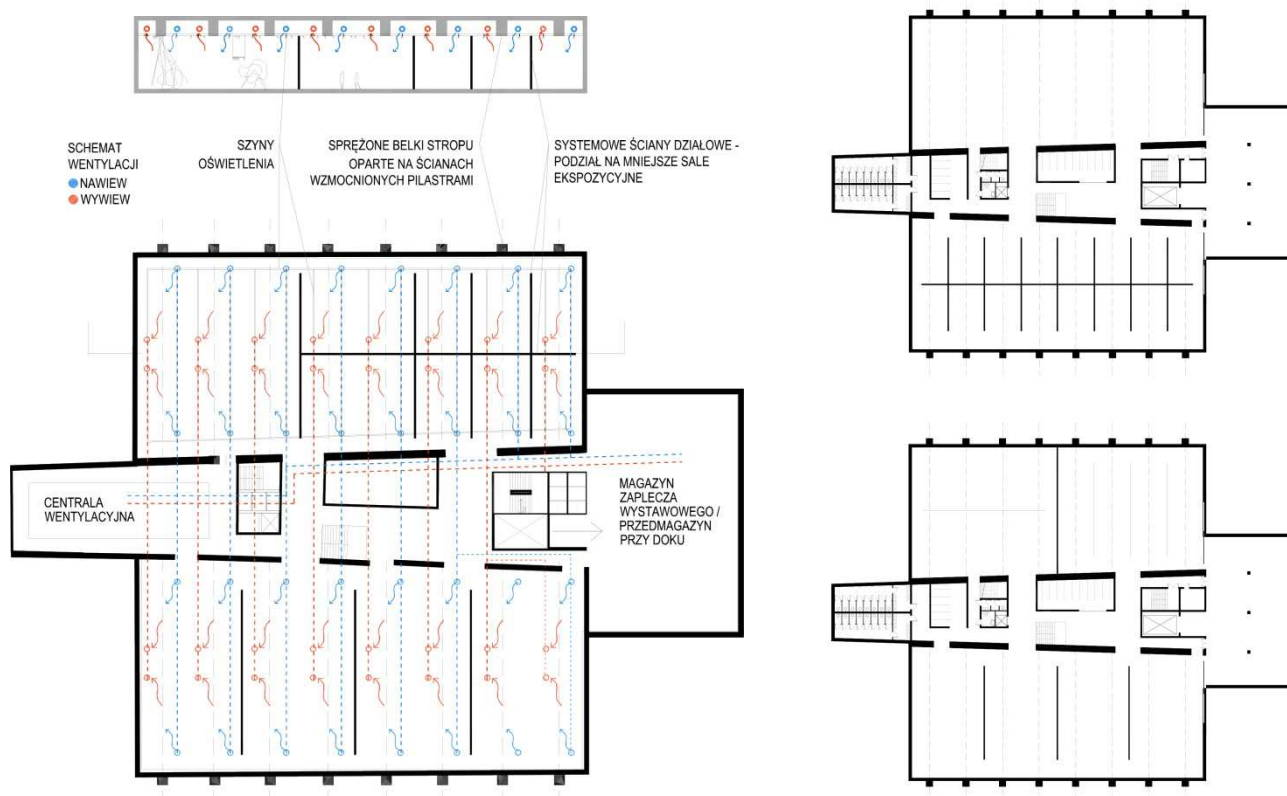 SCHEMAT
WENTYLACJI
NAWIEW
WYWIEW
SZYNY
OŚWIETLENIA
SPRĘŻONE BELKI STROPU
OPARTE NA ŚCIANACH
WZMOCNIONYCH PILASTRAMI
SYSTEMOWE ŚCIANY DZIAŁOWE -
PODZIAŁ NA MNIEJSZE SALE
EKSPOZYCYJNE
CENTRALA
WENTYLACYJNA
MAGAZYN
ZAPLECZA
WYSTAWOWEGO /
PRZEDMAGAZYN
PRZY DOKU